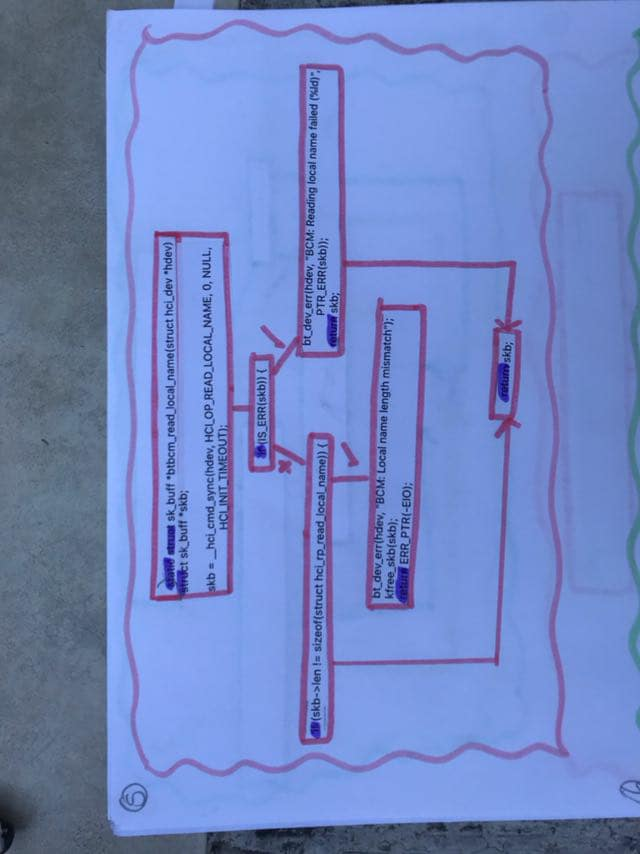 5
static struct sk_buff *btbcm_read_local_name(struct hci_dev *hdev)
struct sk_buff *skb;
skb = __hci_cmd_sync(hdev, HCI_OP_READ_LOCAL_NAME, 0, NULL,
HCI_INIT_TIMEOUT);
if (IS_ERR(skb)) {
if (skb->len != sizeof(struct hci_rp_read_local_name)) {
bt_dev_err(hdev, "BCM: Reading local name failed (%ld)",
PTR_ERR(skb));
return skb;
bt_dev_err(hdev, "BCM: Local name length mismatch");
kfree_skb(skb);
return ERR_PTR(-EIO);
return skb;